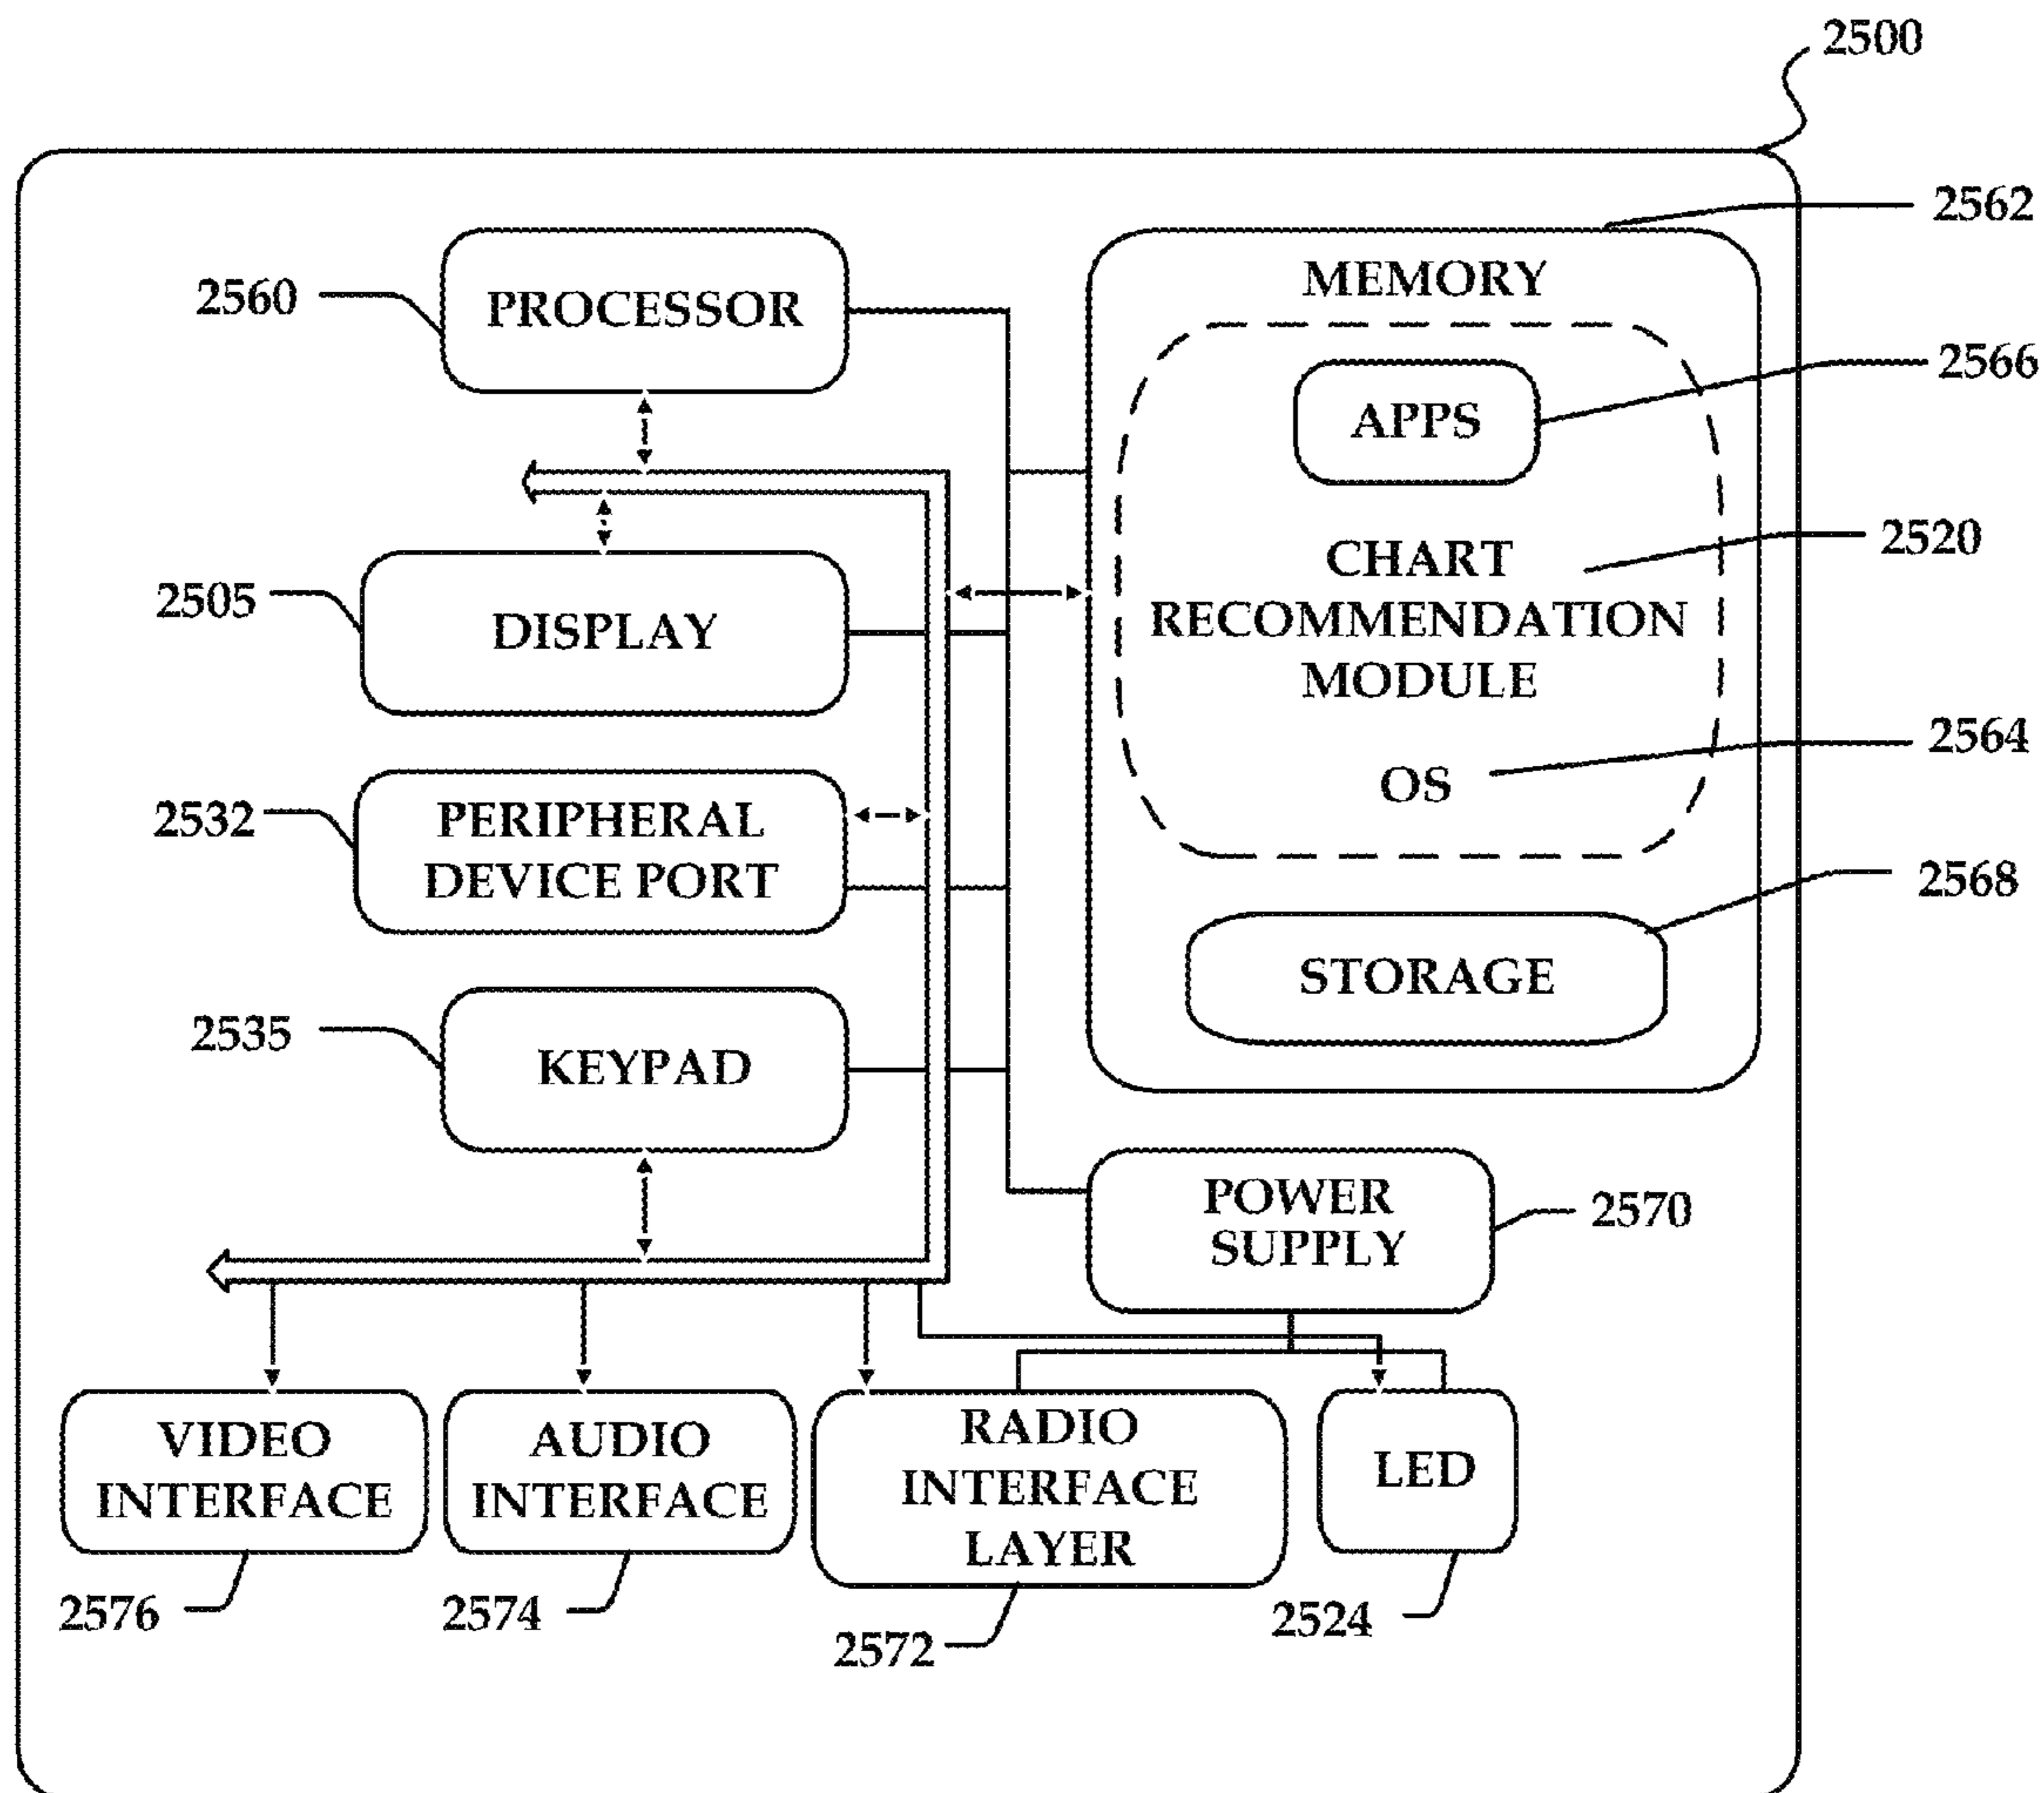 2500
2562
MEMORY
2560
PROCESSOR
2566
APPS
2520
CHART
RECOMMENDATION
MODULE
2505
DISPLAY
2564
OS
2532
PERIPHERAL
DEVICE PORT
2568
STORAGE
2535
KEYPAD
POWER
SUPPLY
2570
VIDEO
INTERFACE
AUDIO
INTERFACE
RADIO
INTERFACE
LAYER
LED
2576
2574
2572
2524